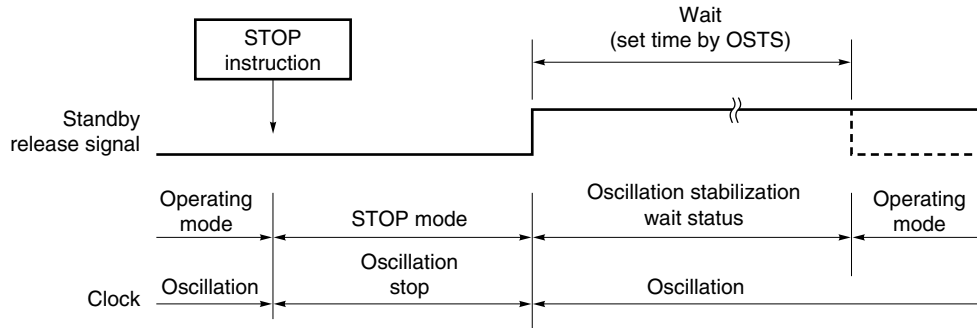 Wait
(set time by OSTS)
STOP
instruction
Standby
release signal
Operating
mode
STOP mode
Oscillation stabilization
wait status
Operating
mode
Clock
Oscillation
Oscillation
stop
Oscillation